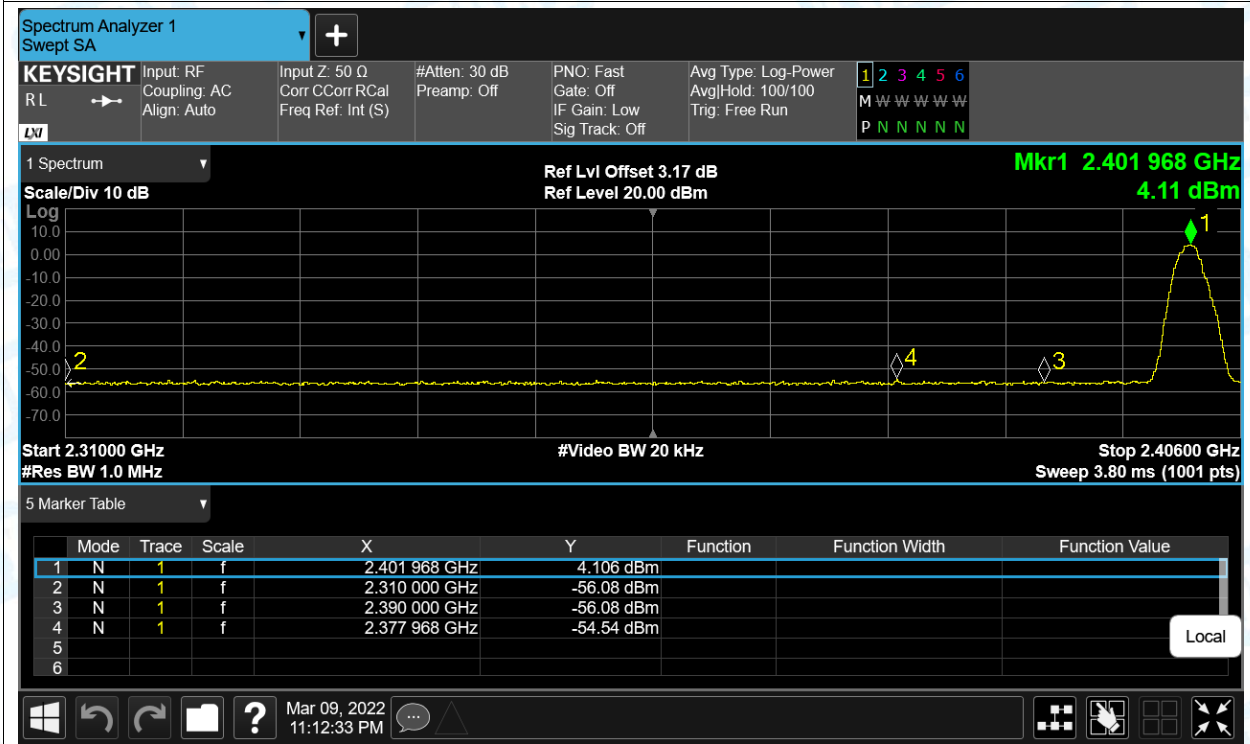 Spectrum Analyzer 1
Swept SA
+
KEYSIGHT Input: RF Input Z: 50 Ω #Atten: 30 dB PNO: Fast Avg Type: Log-Power 1 2 3 4 5 6
R L Coupling: AC Corr CCorr RCal Preamp: Off Gate: Off Avg|Hold: 100/100 M W W W W W
Align: Auto Freq Ref: Int (S) IF Gain: Low Trig: Free Run
LXI Sig Track: Off P N N N N N
1 Spectrum Ref Lvl Offset 3.17 dB Mkr1 2.401 968 GHz
Scale/Div 10 dB Ref Level 20.00 dBm 4.11 dBm
Log
10.0 1
0.00
-10.0
-20.0
-30.0
-40.0
2 4 3
-50.0
-60.0
-70.0
Start 2.31000 GHz #Video BW 20 kHz Stop 2.40600 GHz
#Res BW 1.0 MHz Sweep 3.80 ms (1001 pts)
5 Marker Table
Mode Trace Scale X Y Function Function Width Function Value
1 N 1 f 2.401 968 GHz 4.106 dBm
2 N 1 f 2.310 000 GHz -56.08 dBm
3 N 1 f 2.390 000 GHz -56.08 dBm
4 N 1 f 2.377 968 GHz -54.54 dBm
5
6
Local
? Mar 09, 2022
11:12:33 PM